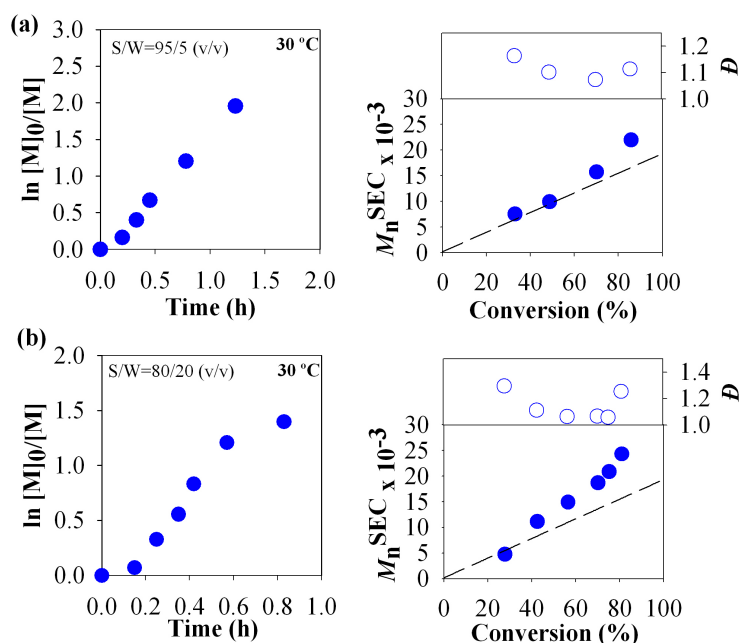 (a)
S/W=95/5 (v/v) 30 ºC
ln [M]0/[M]
3.0
2.5
2.0
1.5
1.0
0.5
0.0
0.0 0.5 1.0 1.5 2.0
Time (h)
1.2
1.1
1.0
Đ
Mn SEC x 10-3
30
25
20
15
10
5
0
0 20 40 60 80 100
Conversion (%)
(b)
S/W=80/20 (v/v) 30 ºC
ln [M]0/[M]
2.0
1.5
1.0
0.5
0.0
0.0 0.2 0.4 0.6 0.8 1.0
Time (h)
1.4
1.2
1.0
Đ
Mn SEC x 10-3
30
25
20
15
10
5
0
0 20 40 60 80 100
Conversion (%)